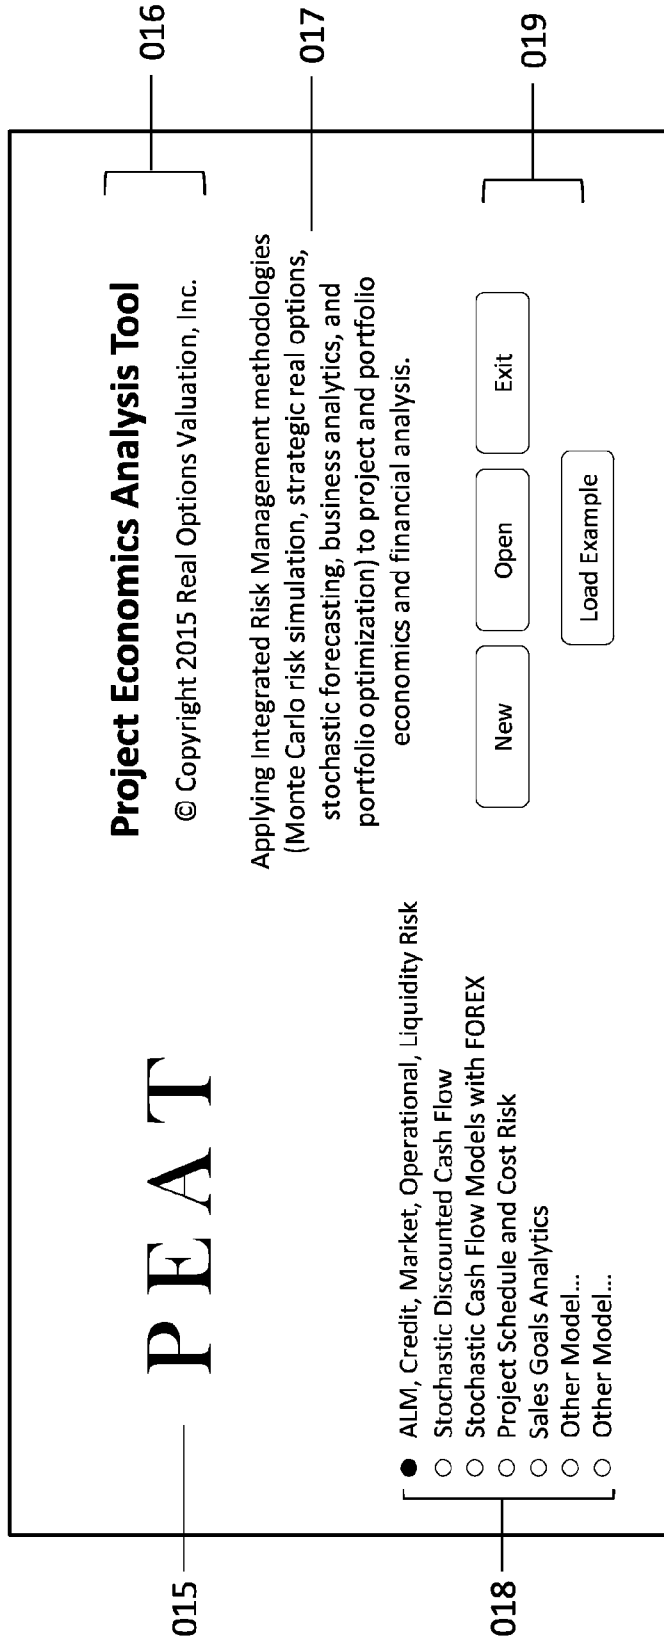 015
P E A T
Project Economics Analysis Tool
© Copyright 2015 Real Options Valuation, Inc.
016
Applying Integrated Risk Management methodologies
(Monte Carlo risk simulation, strategic real options,
stochastic forecasting, business analytics, and
portfolio optimization) to project and portfolio
economics and financial analysis.
017
018
ALM, Credit, Market, Operational, Liquidity Risk
Stochastic Discounted Cash Flow
Stochastic Cash Flow Models with FOREX
Project Schedule and Cost Risk
Sales Goals Analytics
Other Model...
Other Model...
New
Open
Exit
Load Example
019